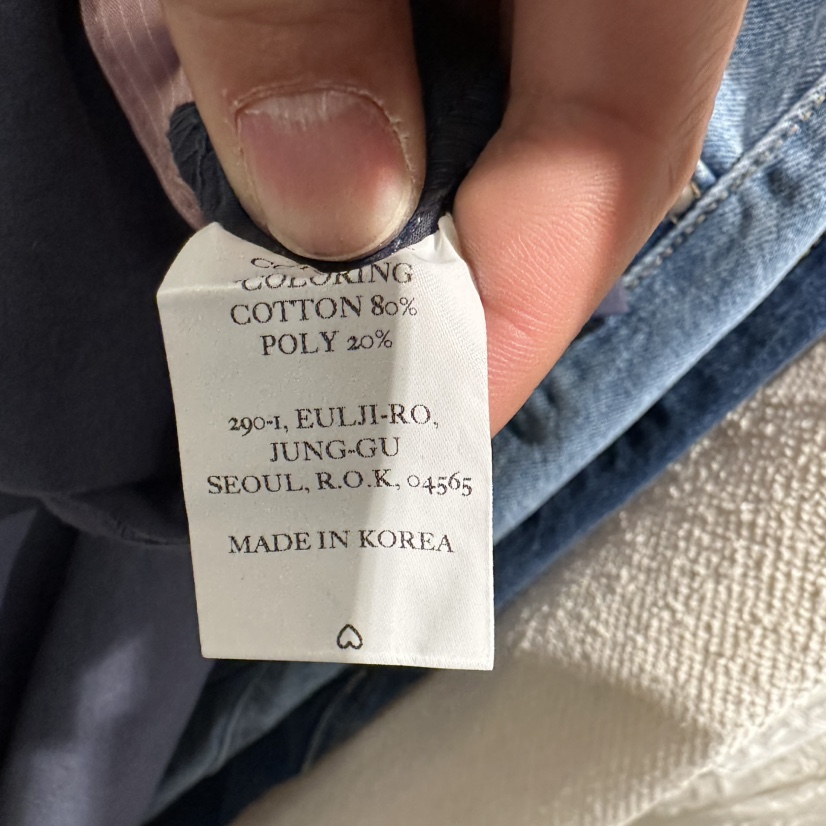 COLORING
COTTON 80%
POLY 20%
290-1, EULJI-RO,
JUNG-GU
SEOUL, R.O.K, 04565
MADE IN KOREA